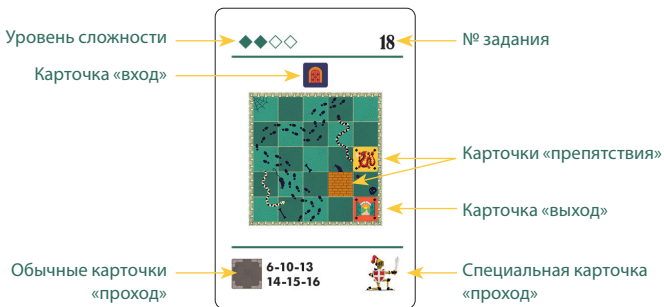 Уровень сложности
18
№ задания
Карточка «вход»
Карточки «препятствия»
Карточка «выход»
Обычные карточки
«проход»
6-10-13
14-15-16
Специальная карточка
«проход»